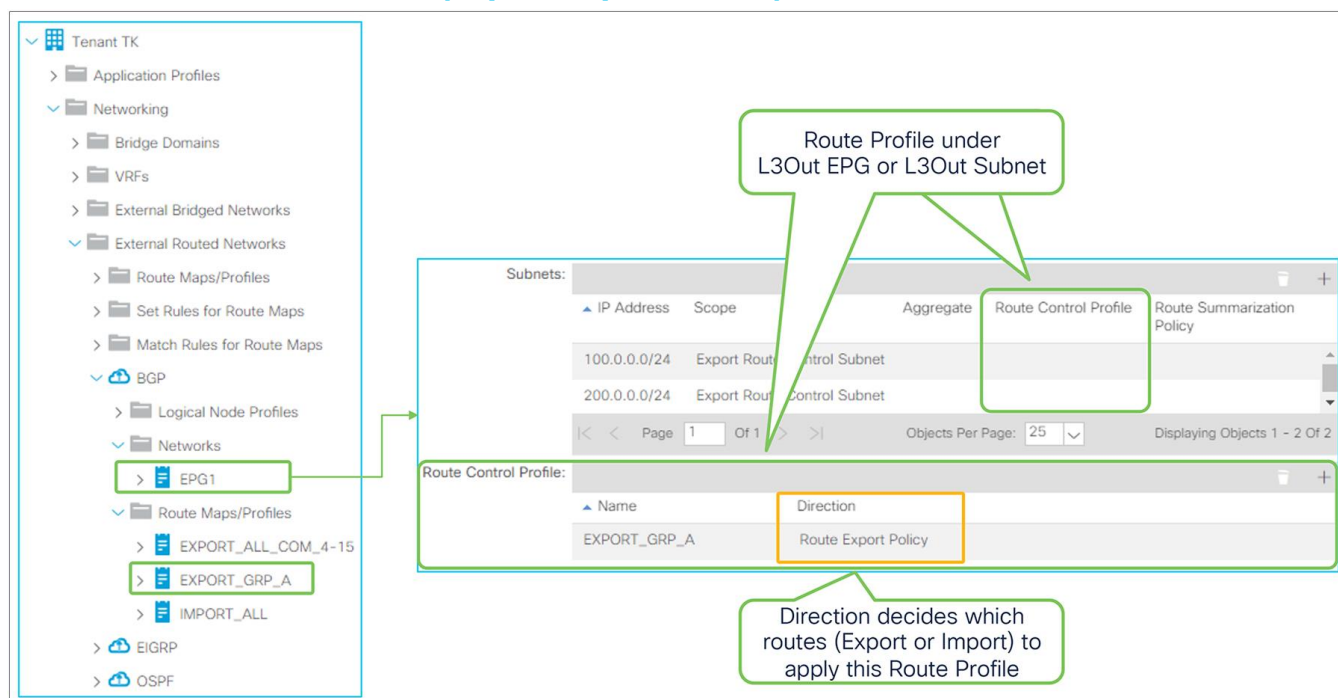 Tenant TK
Application Profiles
Networking
Bridge Domains
VRFs
External Bridged Networks
External Routed Networks
Route Maps/Profiles
Set Rules for Route Maps
Match Rules for Route Maps
BGP
Logical Node Profiles
Networks
EPG1
Route Maps/Profiles
EXPORT_ALL_COM_4-15
EXPORT_GRP_A
IMPORT_ALL
EIGRP
OSPF
Route Profile under
L3Out EPG or L3Out Subnet
Subnets:
IP Address Scope Aggregate Route Control Profile Route Summarization
Policy
100.0.0.0/24 Export Route ntrol Subnet
200.0.0.0/24 Export Rout Control Subnet
Page 1 Of 1 Objects Per Page: 25 Displaying Objects 1 - 2 Of 2
Route Control Profile:
Name Direction
EXPORT_GRP_A Route Export Policy
Direction decides which
routes (Export or Import) to
apply this Route Profile